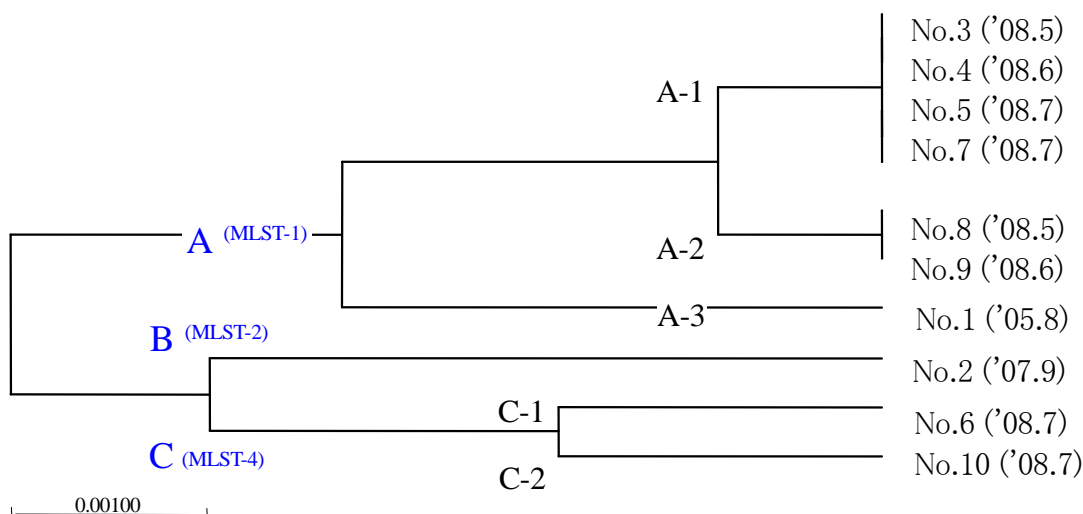 No.3 (’08.5)
A-1
No.4 (’08.6)
No.5 (’08.7)
No.7 (’08.7)
A (MLST-1)
A-2
No.8 (’08.5)
No.9 (’08.6)
A-3
No.1 (’05.8)
B (MLST-2)
No.2 (’07.9)
C-1
No.6 (’08.7)
C (MLST-4)
C-2
No.10 (’08.7)
0.00100